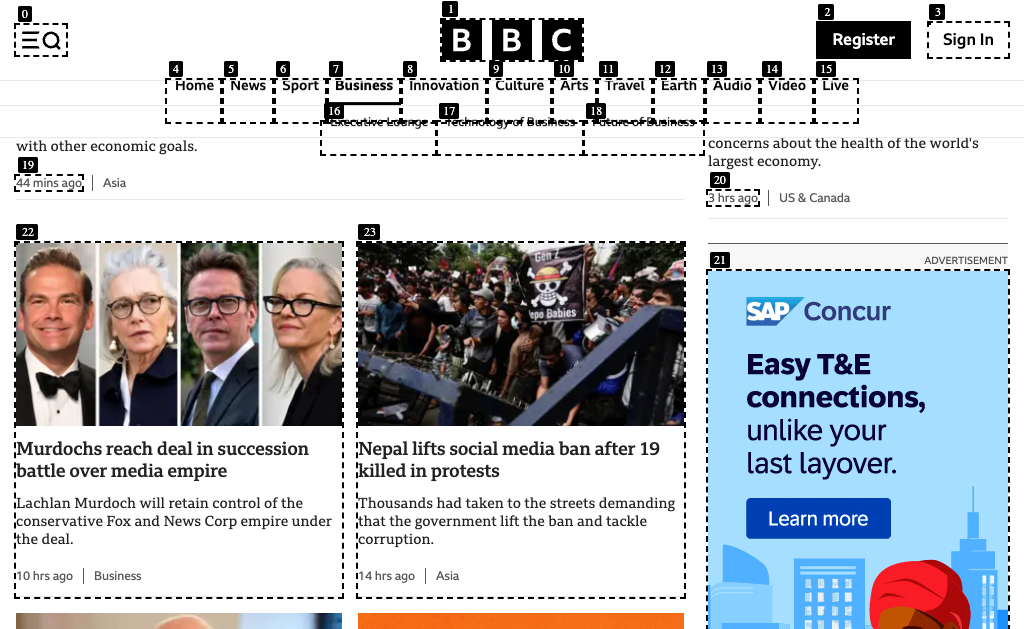 0
1
2
3
BBC
Register
Sign In
4
5
6
7
8
9
10
11
12
13
14
15
Home
News
Sport
Business
Innovation
Culture
Arts
Travel
Earth
Audio
Video
Live
16
17
18
Executive Lounge
Technology of Business
Future of Business
with other economic goals.
19
44 mins ago
Asia
concerns about the health of the world's
largest economy.
20
3 hrs ago
US & Canada
22
Murdochs reach deal in succession
battle over media empire
Lachlan Murdoch will retain control of the
conservative Fox and News Corp empire under
the deal.
10 hrs ago
Business
23
Gen Z
Nepo Babies
Nepal lifts social media ban after 19
killed in protests
Thousands had taken to the streets demanding
that the government lift the ban and tackle
corruption.
14 hrs ago
Asia
21
ADVERTISEMENT
SAP Concur
Easy T&E
connections,
unlike your
last layover.
Learn more